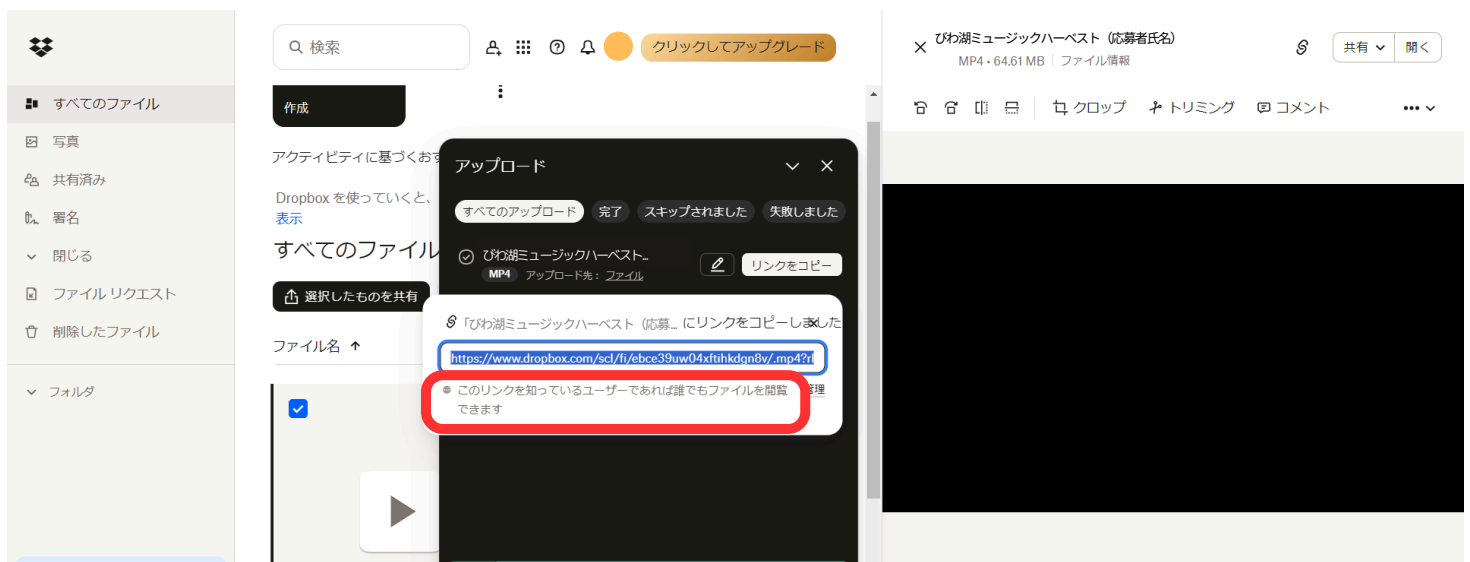 すべてのファイル
写真
共有済み
署名
閉じる
ファイル リクエスト
削除したファイル
フォルダ
検索
クリックしてアップグレード
作成
アクティビティに基づくおす
Dropbox を使っていくと、
表示
すべてのファイル
選択したものを共有
ファイル名
アップロード
すべてのアップロード 完了 スキップされました 失敗しました
びわ湖ミュージックハーベスト...
リンクをコピー
MP4 アップロード先： ファイル
「びわ湖ミュージックハーベスト（応募... にリンクをコピーしました
https://www.dropbox.com/scl/fi/ebce39uw04xftihkdgn8v/.mp4?rl
このリンクを知っているユーザーであれば誰でもファイルを閲覧
できます
管理
びわ湖ミュージックハーベスト（応募者氏名）
MP4 • 64.61 MB ファイル情報
共有
開く
クロップ
トリミング
コメント